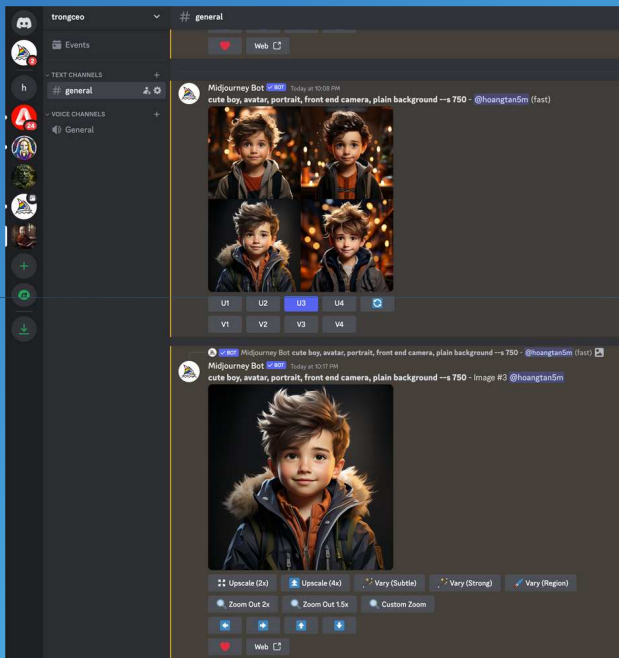 trongceo
# general
2
Events
Web
TEXT CHANNELS
h
# general
Midjourney Bot BOT Today at 10:08 PM
cute boy, avatar, portrait, front end camera, plain background --s 750 - @hoangtan5m (fast)
24
VOICE CHANNELS
General
U1 U2 U3 U4
V1 V2 V3 V4
BOT Midjourney Bot cute boy, avatar, portrait, front end camera, plain background --s 750 - @hoangtan5m (fast)
Midjourney Bot BOT Today at 10:17 PM
cute boy, avatar, portrait, front end camera, plain background --s 750 - Image #3 @hoangtan5m
Upscale (2x) Upscale (4x) Vary (Subtle) Vary (Strong) Vary (Region)
Zoom Out 2x Zoom Out 1.5x Custom Zoom
Web